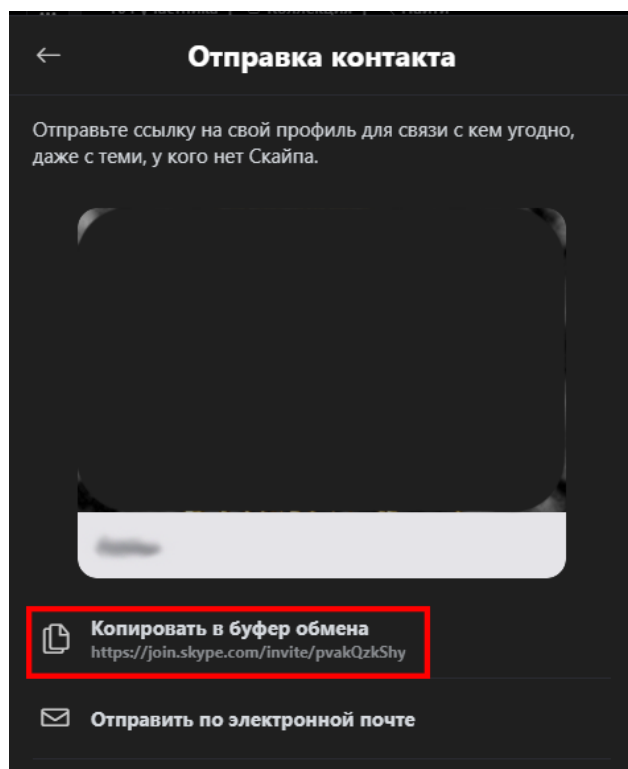 Отправка контакта
Отправьте ссылку на свой профиль для связи с кем угодно,
даже с теми, у кого нет Скайпа.
Копировать в буфер обмена
https://join.skype.com/invite/pvakQzkShy
Отправить по электронной почте